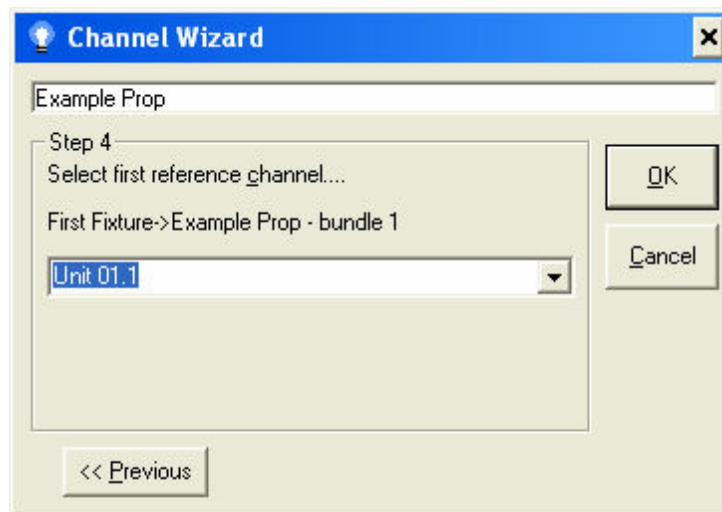 Channel Wizard
Example Prop
Step 4
Select first reference channel....
First Fixture->Example Prop - bundle 1
Unit 01.1
OK
Cancel
<< Previous